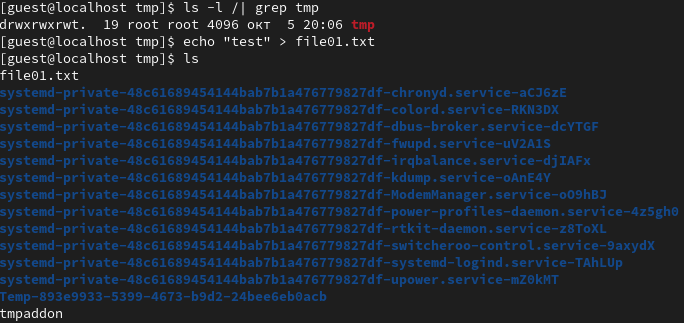 [guest@localhost tmp]$ ls -l /| grep tmp
drwxrwxrwt.  19 root root 4096 окт  5 20:06 tmp
[guest@localhost tmp]$ echo "test" > file01.txt
[guest@localhost tmp]$ ls
file01.txt
systemd-private-48c61689454144bab7b1a476779827df-chronyd.service-aCJ6zE
systemd-private-48c61689454144bab7b1a476779827df-colord.service-RKN3DX
systemd-private-48c61689454144bab7b1a476779827df-dbus-broker.service-dcYTGF
systemd-private-48c61689454144bab7b1a476779827df-fwupd.service-uV2A1S
systemd-private-48c61689454144bab7b1a476779827df-irqbalance.service-djIAFx
systemd-private-48c61689454144bab7b1a476779827df-kdump.service-oAnE4Y
systemd-private-48c61689454144bab7b1a476779827df-ModemManager.service-oO9hBJ
systemd-private-48c61689454144bab7b1a476779827df-power-profiles-daemon.service-4z5gh0
systemd-private-48c61689454144bab7b1a476779827df-rtkit-daemon.service-z8ToXL
systemd-private-48c61689454144bab7b1a476779827df-switcheroo-control.service-9axydX
systemd-private-48c61689454144bab7b1a476779827df-systemd-logind.service-TAhLUp
systemd-private-48c61689454144bab7b1a476779827df-upower.service-mZ0kMT
Temp-893e9933-5399-4673-b9d2-24bee6eb0acb
tmpaddon